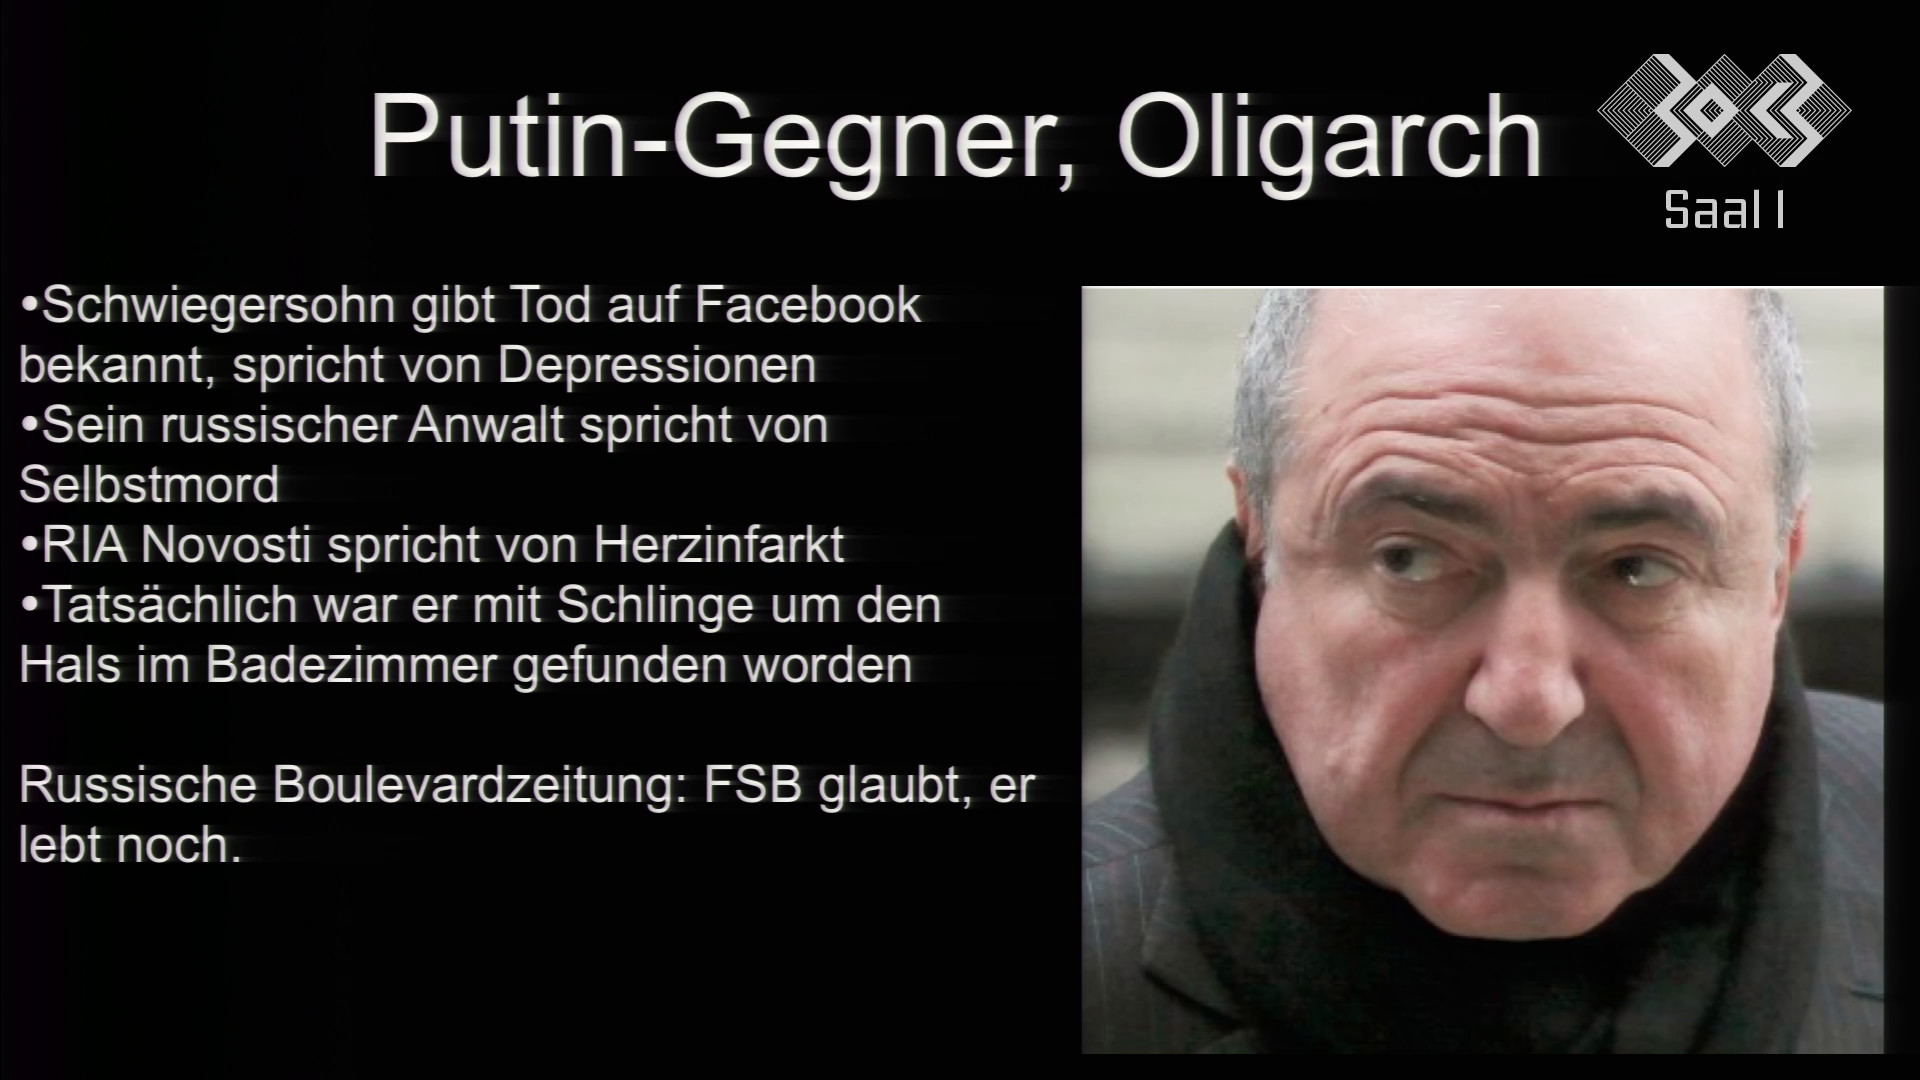 Putin-Gegner, Oligarch
30C3
Saal 1
•Schwiegersohn gibt Tod auf Facebook
bekannt, spricht von Depressionen
•Sein russischer Anwalt spricht von
Selbstmord
•RIA Novosti spricht von Herzinfarkt
•Tatsächlich war er mit Schlinge um den
Hals im Badezimmer gefunden worden
Russische Boulevardzeitung: FSB glaubt, er
lebt noch.